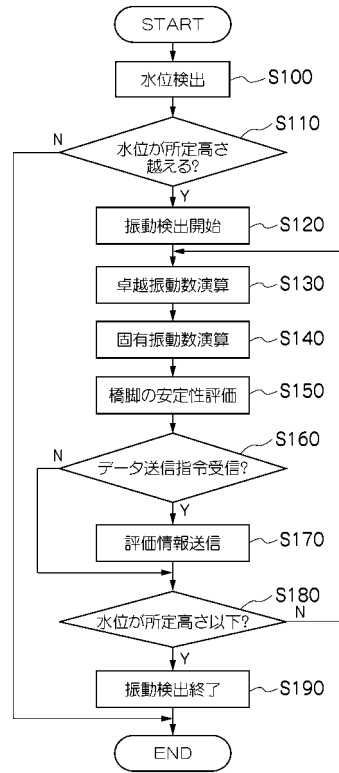 START
水位検出
S100
N
S110
水位が所定高さ
越える?
Y
振動検出開始
S120
卓越振動数演算
S130
固有振動数演算
S140
橋脚の安定性評価
S150
N
S160
データ送信指令受信?
Y
評価情報送信
S170
S180
水位が所定高さ以下?
N
Y
振動検出終了
S190
END